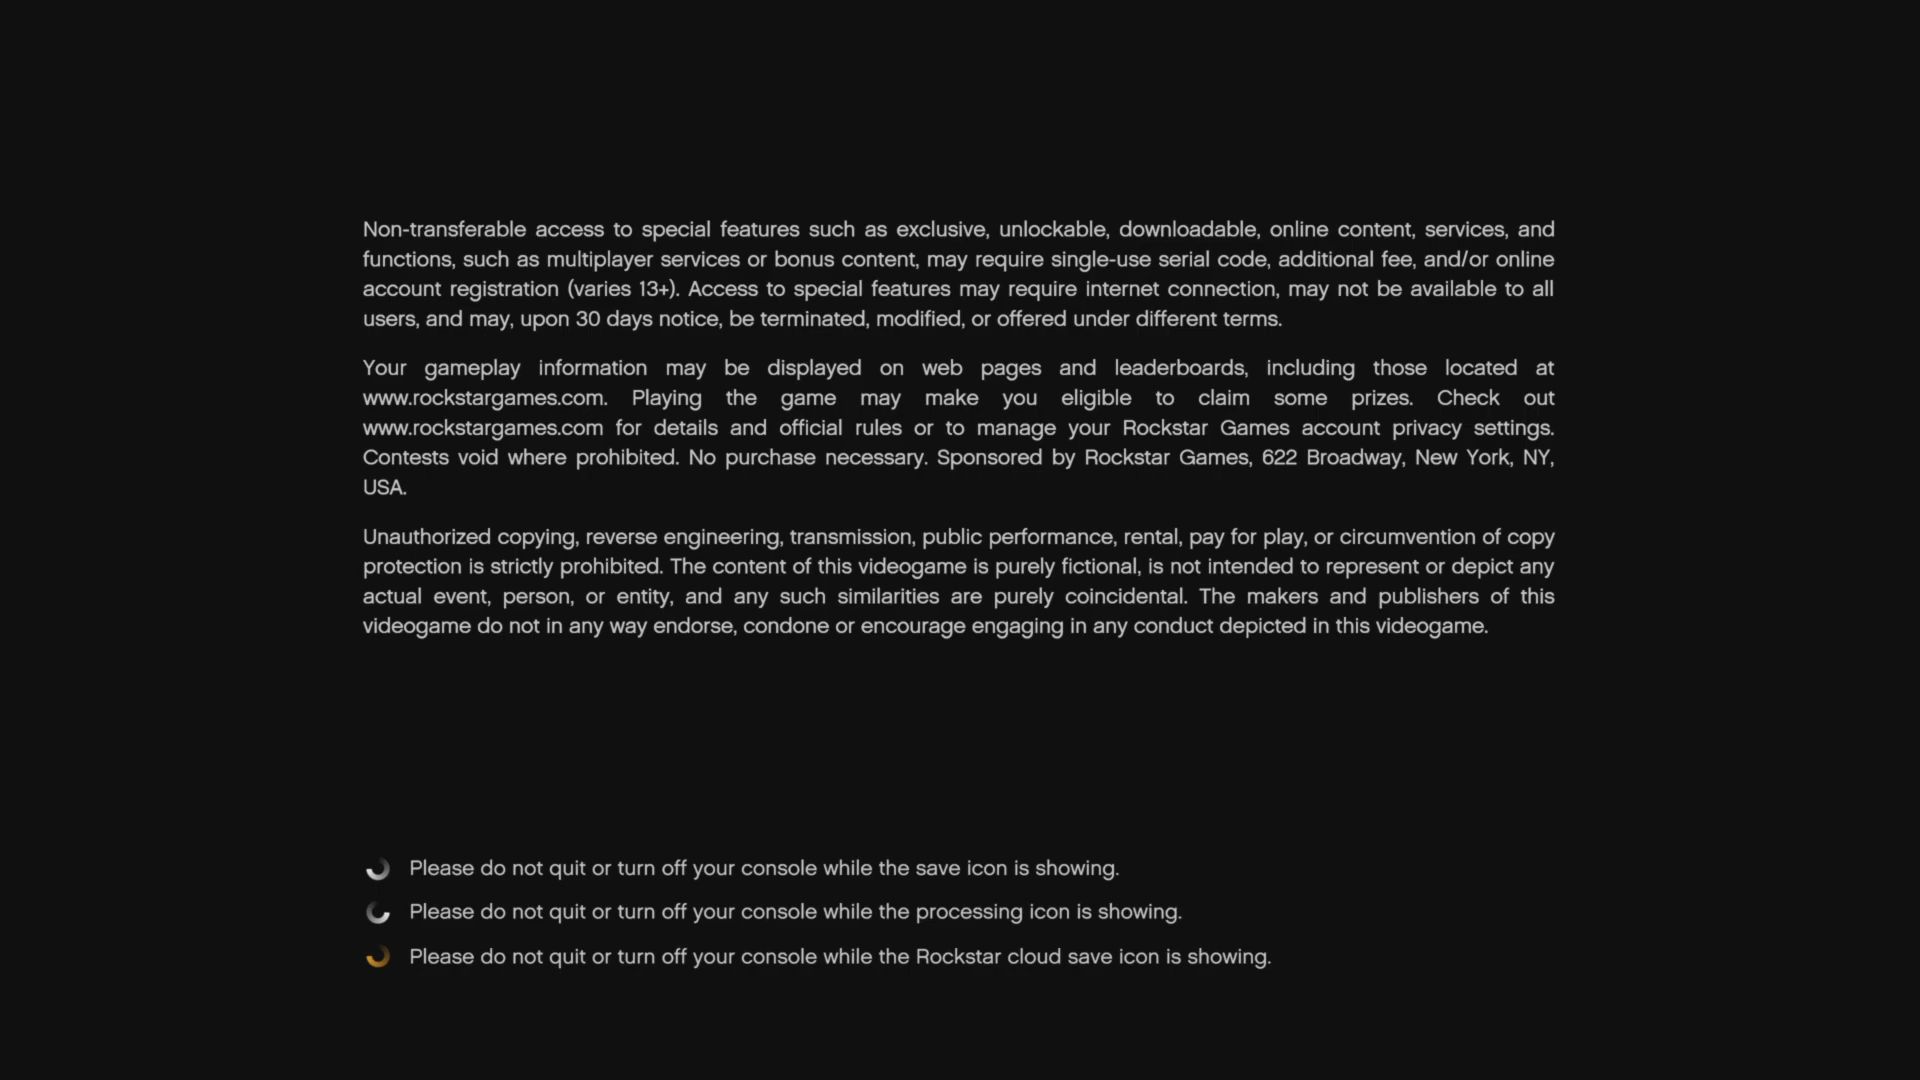 Non-transferable access to special features such as exclusive, unlockable, downloadable, online content, services, and
functions, such as multiplayer services or bonus content, may require single-use serial code, additional fee, and/or online
account registration (varies 13+). Access to special features may require internet connection, may not be available to all
users, and may, upon 30 days notice, be terminated, modified, or offered under different terms.
Your gameplay information may be displayed on web pages and leaderboards, including those located at
www.rockstargames.com. Playing the game may make you eligible to claim some prizes. Check out
www.rockstargames.com for details and official rules or to manage your Rockstar Games account privacy settings.
Contests void where prohibited. No purchase necessary. Sponsored by Rockstar Games, 622 Broadway, New York, NY,
USA.
Unauthorized copying, reverse engineering, transmission, public performance, rental, pay for play, or circumvention of copy
protection is strictly prohibited. The content of this videogame is purely fictional, is not intended to represent or depict any
actual event, person, or entity, and any such similarities are purely coincidental. The makers and publishers of this
videogame do not in any way endorse, condone or encourage engaging in any conduct depicted in this videogame.
Please do not quit or turn off your console while the save icon is showing.
Please do not quit or turn off your console while the processing icon is showing.
Please do not quit or turn off your console while the Rockstar cloud save icon is showing.